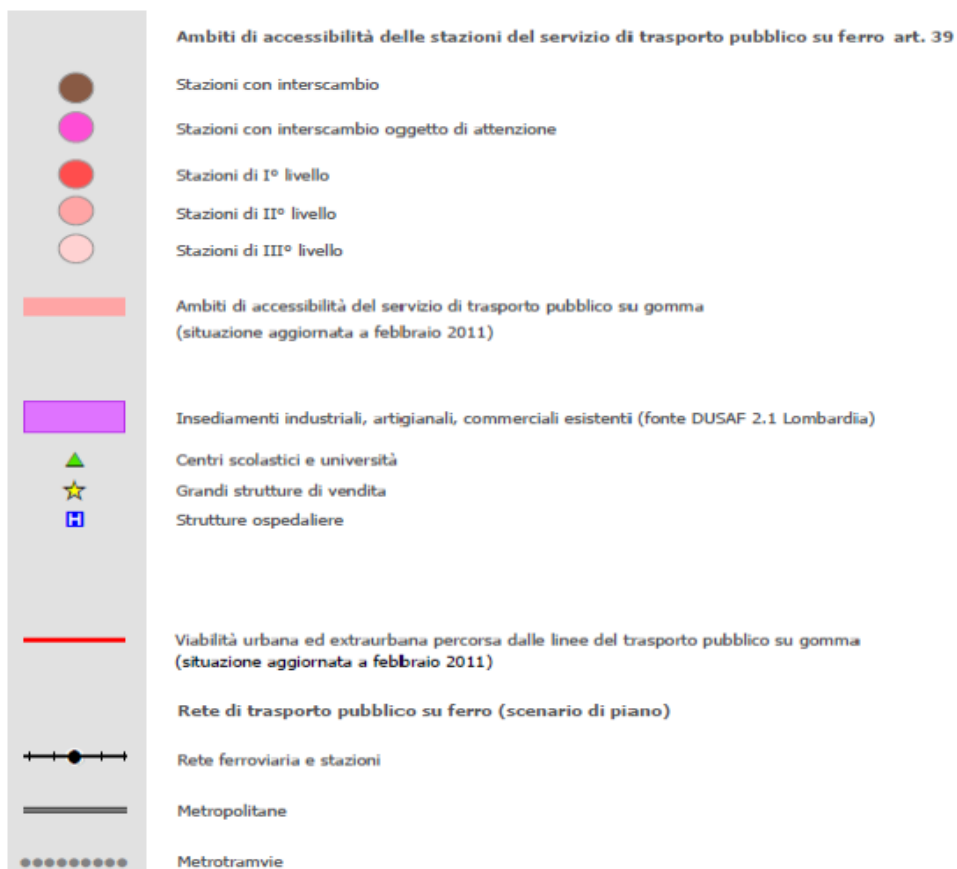 Ambiti di accessibilità delle stazioni del servizio di trasporto pubblico su ferro art. 39
Stazioni con interscambio
Stazioni con interscambio oggetto di attenzione
Stazioni di I° livello
Stazioni di II° livello
Stazioni di III° livello
Ambiti di accessibilità del servizio di trasporto pubblico su gomma
(situazione aggiornata a febbraio 2011)
Insediamenti industriali, artigianali, commerciali esistenti (fonte DUSAF 2.1 Lombardia)
Centri scolastici e università
Grandi strutture di vendita
H Strutture ospedaliere
Viabilità urbana ed extraurbana percorsa dalle linee del trasporto pubblico su gomma
(situazione aggiornata a febbraio 2011)
Rete di trasporto pubblico su ferro (scenario di piano)
Rete ferroviaria e stazioni
Metropolitane
Metrotramvie